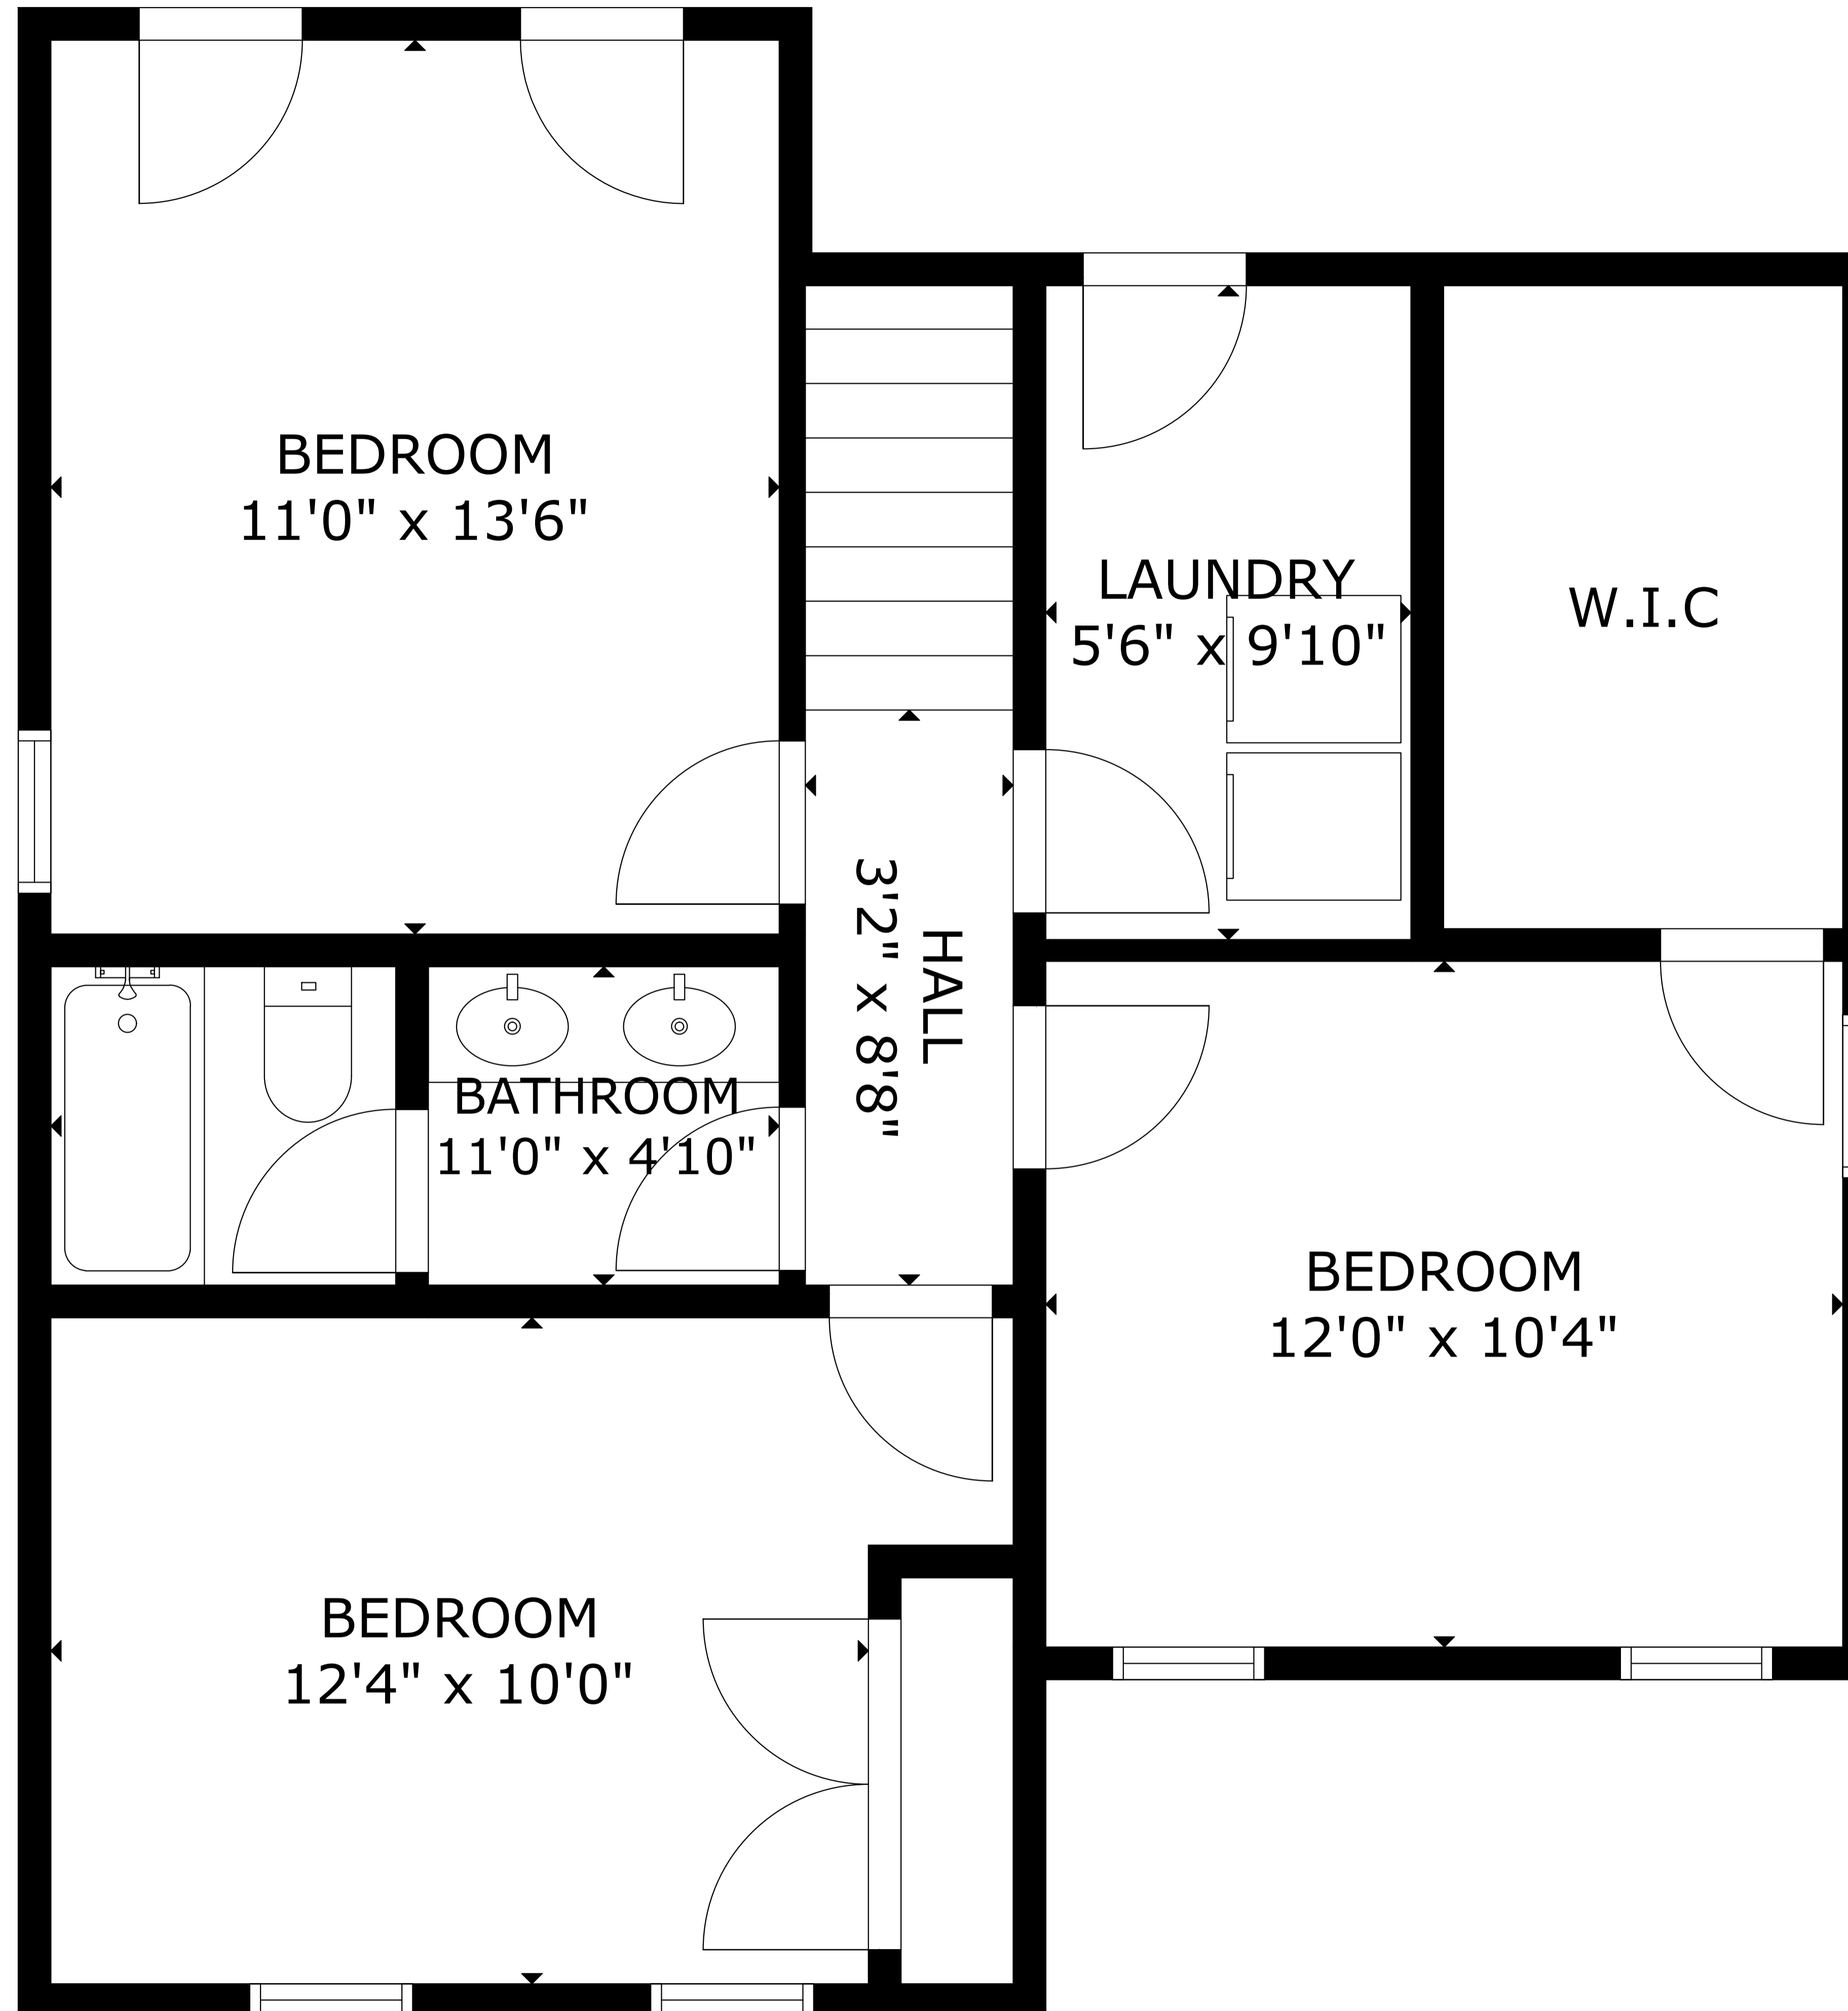 BEDROOM
11'0" x 13'6"
LAUNDRY
5'6" x 9'10"
W.I.C
HALL
3'2" x 8'8"
BATHROOM
11'0" x 4'10"
BEDROOM
12'0" x 10'4"
BEDROOM
12'4" x 10'0"